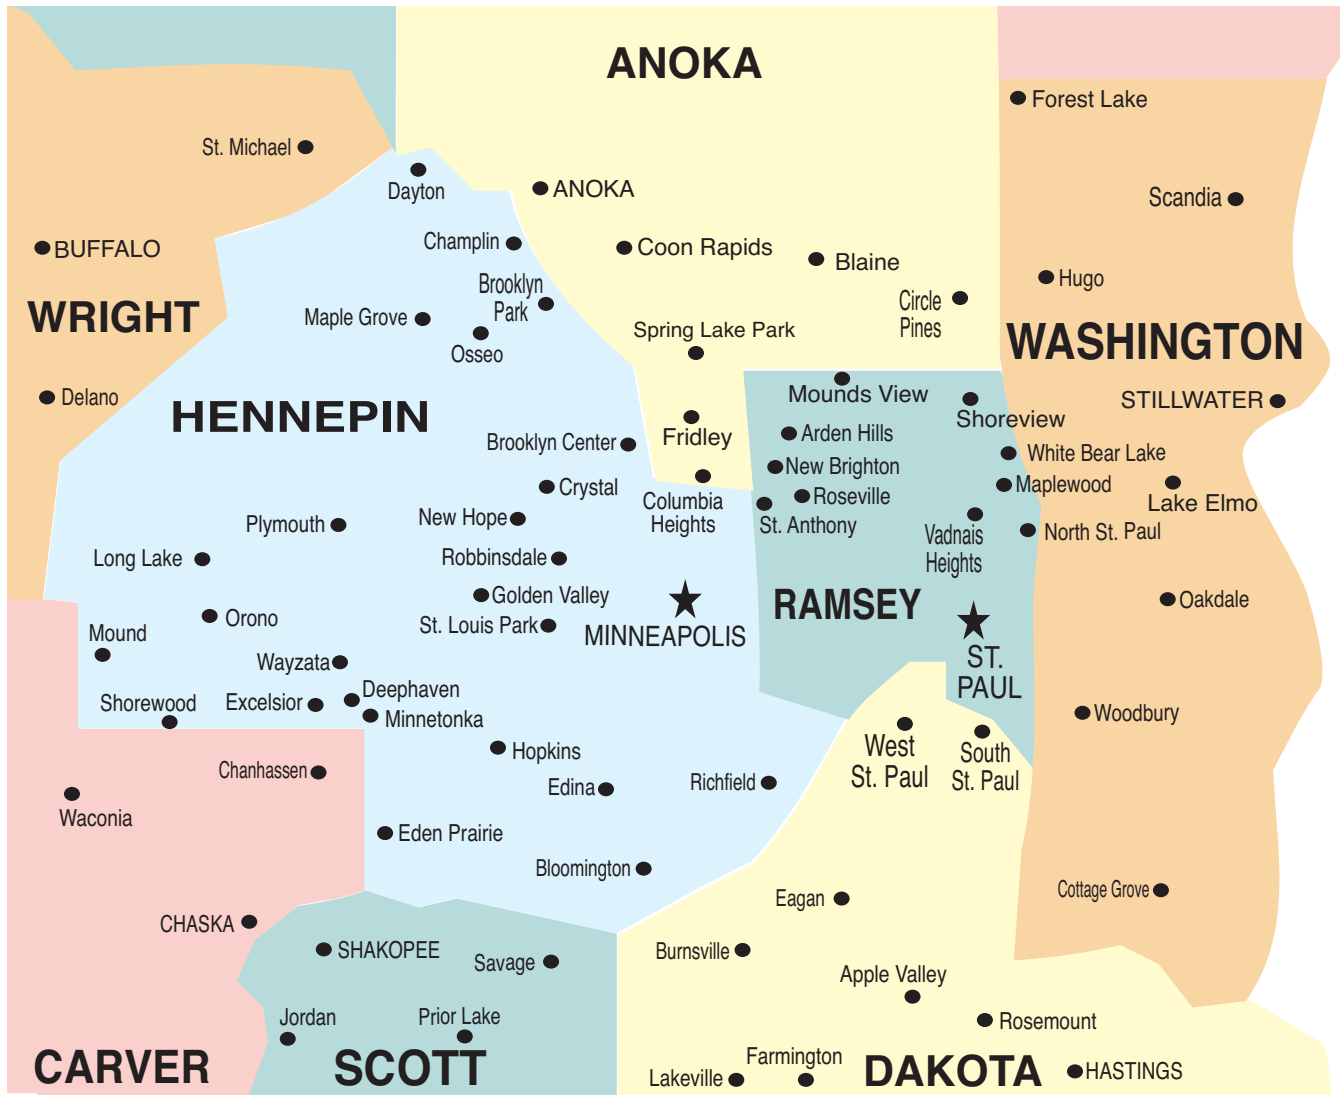 ANOKA
Forest Lake
St. Michael
Dayton
ANOKA
Scandia
BUFFALO
Champlin
Coon Rapids
Blaine
Hugo
Brooklyn
Park
Circle
Pines
WRIGHT
Maple Grove
Osseo
Spring Lake Park
WASHINGTON
Delano
HENNEPIN
Mounds View
Shoreview
STILLWATER
Brooklyn Center
Fridley
Arden Hills
White Bear Lake
New Brighton
Maplewood
Crystal
Columbia
Heights
Roseville
Lake Elmo
Plymouth
New Hope
St. Anthony
Vadnais
Heights
North St. Paul
Long Lake
Robbinsdale
Golden Valley
RAMSEY
Oakdale
Orono
St. Louis Park
MINNEAPOLIS
Mound
Wayzata
ST.
PAUL
Shorewood
Excelsior
Deephaven
Minnetonka
Woodbury
Hopkins
West
St. Paul
South
St. Paul
Chanhassen
Edina
Richfield
Waconia
Eden Prairie
Bloomington
Eagan
Cottage Grove
CHASKA
SHAKOPEE
Savage
Burnsville
Apple Valley
Jordan
Prior Lake
Rosemount
CARVER
SCOTT
Lakeville
Farmington
DAKOTA
HASTINGS